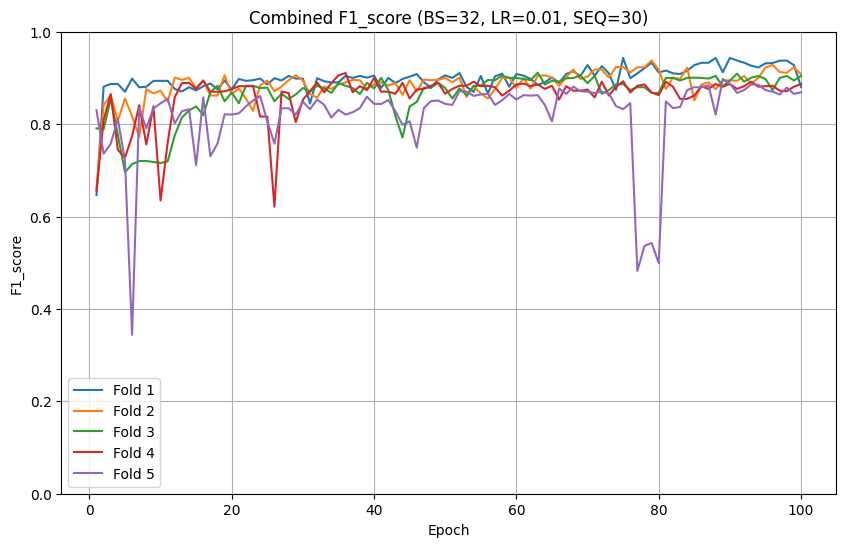 Combined F1_score (BS=32, LR=0.01, SEQ=30)
F1_score
1.0
0.8
0.6
0.4
0.2
0.0
Fold 1
Fold 2
Fold 3
Fold 4
Fold 5
0 20 40 60 80 100
Epoch